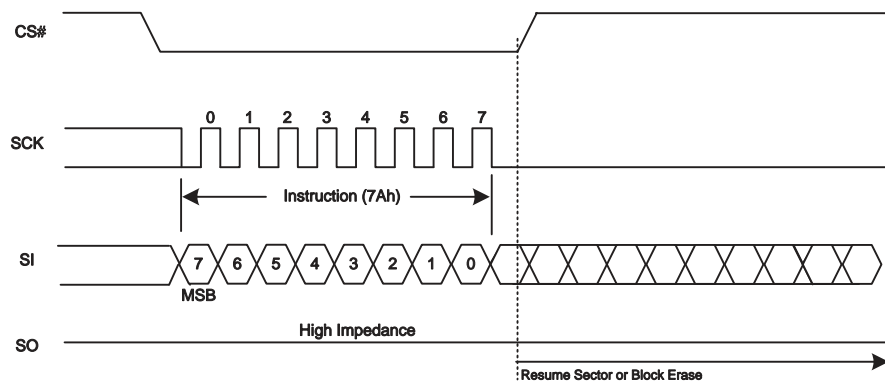 CS#
0 1 2 3 4 5 6 7
SCK
Instruction (7Ah)
SI
7 6 5 4 3 2 1 0
MSB
High Impedance
SO
Resume Sector or Block Erase